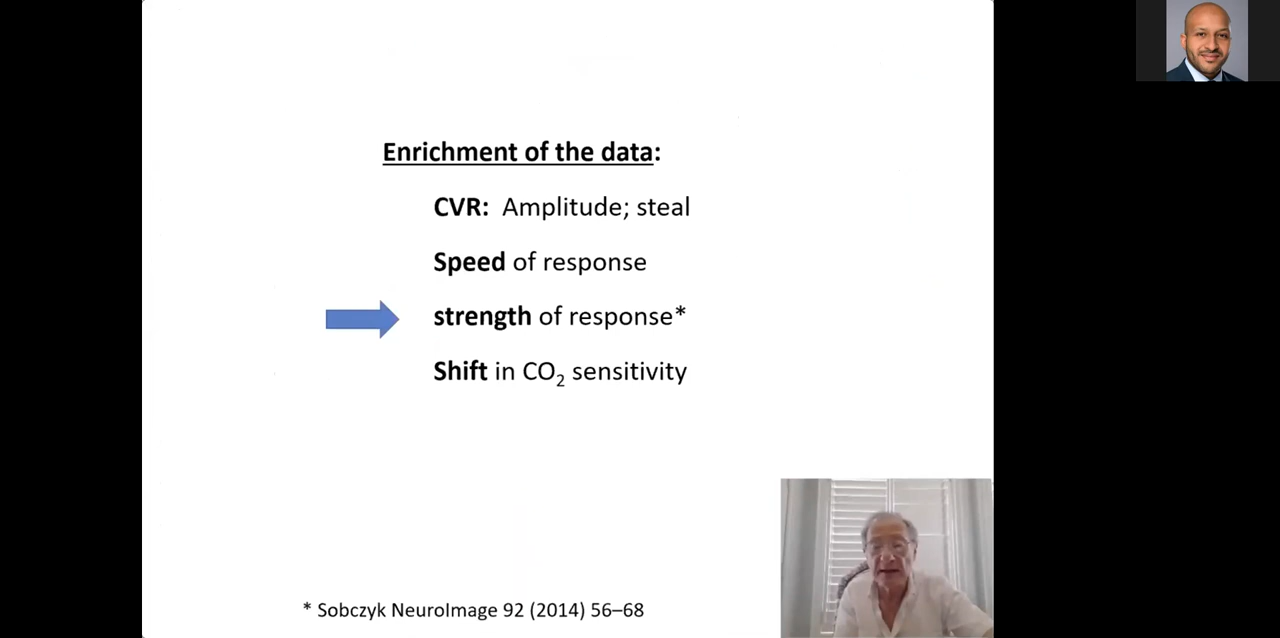 Enrichment of the data:
CVR: Amplitude; steal
Speed of response
strength of response*
Shift in CO₂ sensitivity
* Sobczyk NeuroImage 92 (2014) 56–68